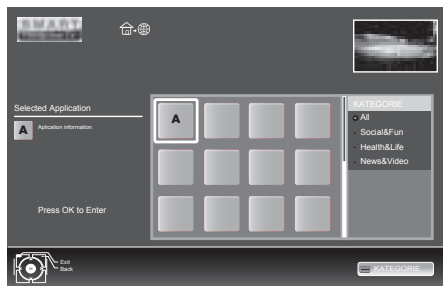 SMART
Selected Application
A
Aplication information
Press OK to Enter
A
KATEGORIE
All
Social&Fun
Health&Life
News&Video
Exit
Back
KATEGORIE